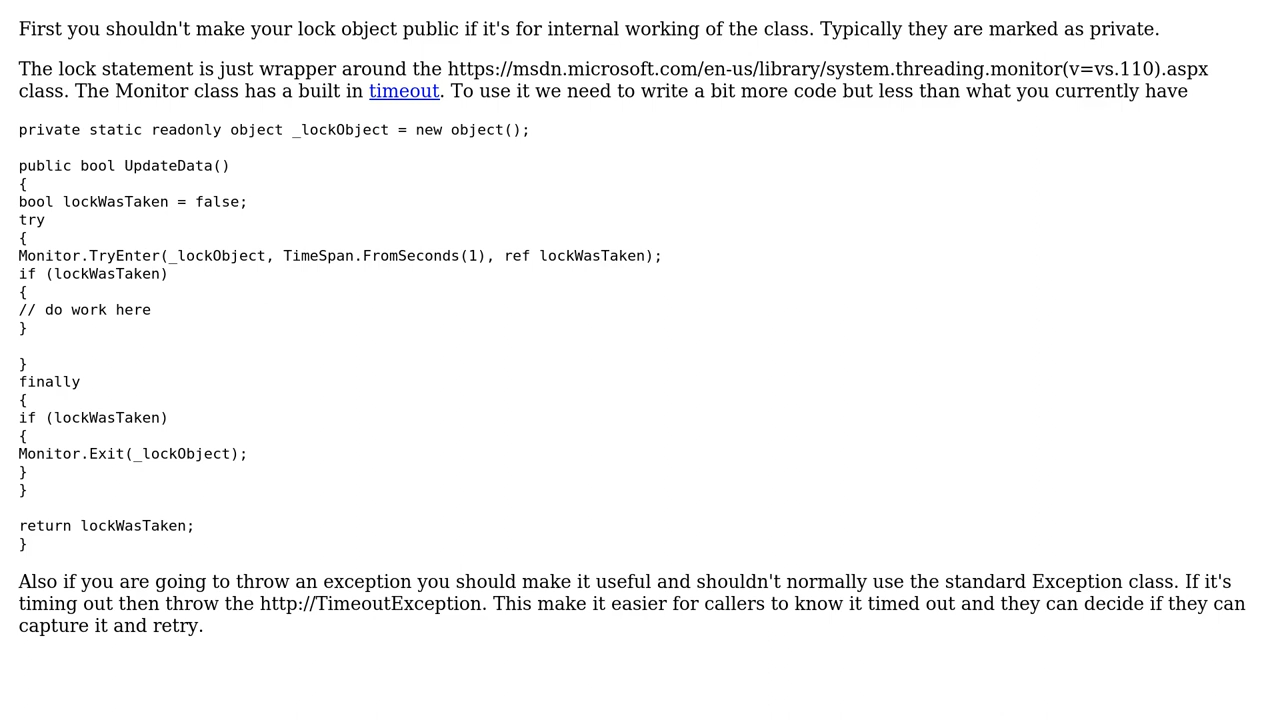 First you shouldn't make your lock object public if it's for internal working of the class. Typically they are marked as private.
The lock statement is just wrapper around the https://msdn.microsoft.com/en-us/library/system.threading.monitor(v=vs.110).aspx
class. The Monitor class has a built in timeout. To use it we need to write a bit more code but less than what you currently have
private static readonly object _lockObject = new object();
public bool UpdateData()
{
bool lockWasTaken = false;
try
{
Monitor.TryEnter(_lockObject, TimeSpan.FromSeconds(1), ref lockWasTaken);
if (lockWasTaken)
{
// do work here
}
}
finally
{
if (lockWasTaken)
{
Monitor.Exit(_lockObject);
}
}
return lockWasTaken;
}
Also if you are going to throw an exception you should make it useful and shouldn't normally use the standard Exception class. If it's
timing out then throw the http://TimeoutException. This make it easier for callers to know it timed out and they can decide if they can
capture it and retry.